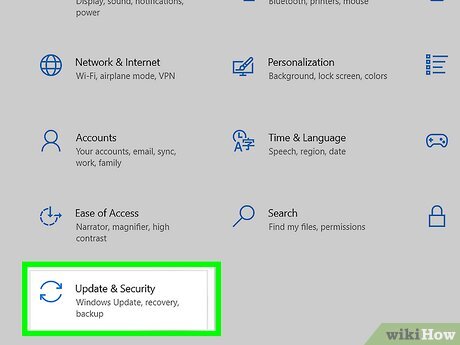 Display, sound, notifications,
power
Bluetooth, printers, mouse
Network & Internet
Wi-Fi, airplane mode, VPN
Personalization
Background, lock screen, colors
Accounts
Your accounts, email, sync,
work, family
Time & Language
Speech, region, date
Ease of Access
Narrator, magnifier, high
contrast
Search
Find my files, permissions
Update & Security
Windows Update, recovery,
backup
wikiHow